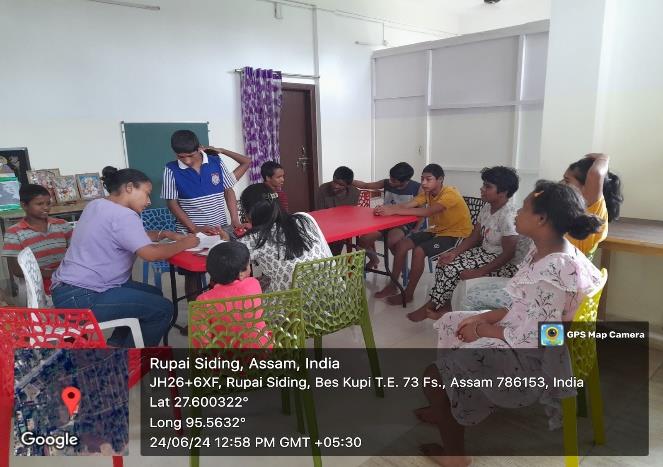 GPS Map Camera
Rupai Siding, Assam, India
JH26+6XF, Rupai Siding, Bes Kupi T.E. 73 Fs., Assam 786153, India
Lat 27.600322°
Long 95.5632°
24/06/24 12:58 PM GMT +05:30
Google